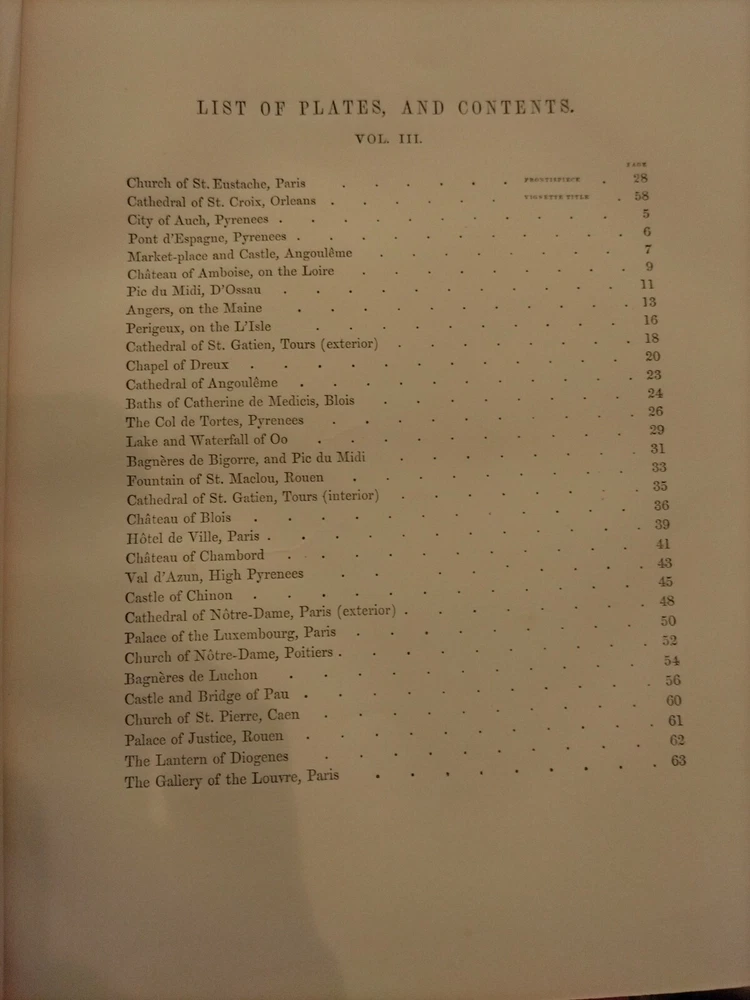 LIST OF PLATES, AND CONTENTS.
VOL. III.
PAGE
Church of St. Eustache, Paris . . . . . FRONTISPIECE . 28
Cathedral of St. Croix, Orleans . . . . . VIGNETTE TITLE . 58
City of Auch, Pyrenees . . . . . . . . . . 5
Pont d'Espagne, Pyrenees . . . . . . . . . . 6
Market-place and Castle, Angoulême . . . . . . . 7
Château of Amboise, on the Loire . . . . . . . . 9
Pic du Midi, D'Ossau . . . . . . . . . . 11
Angers, on the Maine . . . . . . . . . . 13
Perigeux, on the L'Isle . . . . . . . . . 16
Cathedral of St. Gatien, Tours (exterior) . . . . . . . 18
Chapel of Dreux . . . . . . . . . . . 20
Cathedral of Angoulême . . . . . . . . . . 23
Baths of Catherine de Medicis, Blois . . . . . . . 24
The Col de Tortes, Pyrenees . . . . . . . . . 26
Lake and Waterfall of Oo . . . . . . . . . 29
Bagnères de Bigorre, and Pic du Midi . . . . . . . 31
Fountain of St. Maclou, Rouen . . . . . . . . 33
Cathedral of St. Gatien, Tours (interior) . . . . . . . 35
Château of Blois . . . . . . . . . . . 36
Hôtel de Ville, Paris . . . . . . . . . . . 39
Château of Chambord . . . . . . . . . . 41
Val d'Azun, High Pyrenees . . . . . . . . 43
Castle of Chinon . . . . . . . . . . . 45
Cathedral of Nôtre-Dame, Paris (exterior) . . . . . . . 48
Palace of the Luxembourg, Paris . . . . . . . . 50
Church of Nôtre-Dame, Poitiers . . . . . . . . . 52
Bagnères de Luchon . . . . . . . . . . 54
Castle and Bridge of Pau . . . . . . . . . . 56
Church of St. Pierre, Caen . . . . . . . . . 60
Palace of Justice, Rouen . . . . . . . . . . 61
The Lantern of Diogenes . . . . . . . . . 62
The Gallery of the Louvre, Paris . . . . . . . . 63